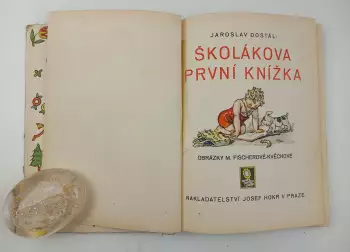 JAROSLAV DOSTÁL:
ŠKOLÁKOVA
PRVNÍ KNÍŽKA
OBRÁZKY M. FISCHEROVÉ-KVĚCHOVÉ
NAKLADATELSTVÍ JOSEF HOKR V PRAZE